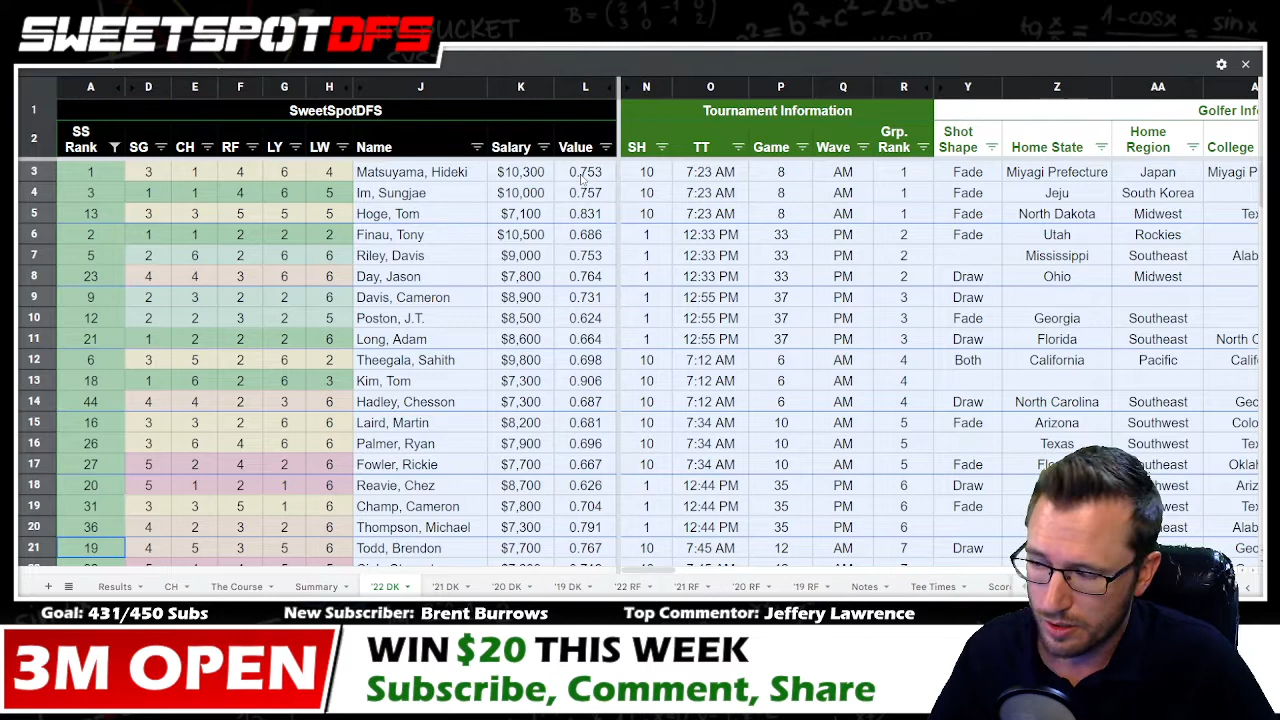 SWEETSPOTDFS
A D E F G H J K L N O P Q R Y Z AA
1 SweetSpotDFS Tournament Information Golfer Inf
2 SS Rank SG CH RF LY LW Name Salary Value SH TT Game Wave Grp. Rank Shot Shape Home State Home Region College
3 1 3 1 4 6 4 Matsuyama, Hideki $10,300 0.753 10 7:23 AM 8 AM 1 Fade Miyagi Prefecture Japan Miyagi P
4 3 1 1 4 6 5 Im, Sungjae $10,000 0.757 10 7:23 AM 8 AM 1 Fade Jeju South Korea
5 13 3 3 5 5 5 Hoge, Tom $7,100 0.831 10 7:23 AM 8 AM 1 Fade North Dakota Midwest Tex
6 2 1 1 2 2 2 Finau, Tony $10,500 0.686 1 12:33 PM 33 PM 2 Fade Utah Rockies
7 5 2 6 2 6 6 Riley, Davis $9,000 0.753 1 12:33 PM 33 PM 2 Mississippi Southeast Alab
8 23 4 4 3 6 6 Day, Jason $7,800 0.764 1 12:33 PM 33 PM 2 Draw Ohio Midwest
9 9 2 3 2 2 6 Davis, Cameron $8,900 0.731 1 12:55 PM 37 PM 3 Draw
10 12 2 2 3 2 5 Poston, J.T. $8,500 0.624 1 12:55 PM 37 PM 3 Fade Georgia Southeast
11 21 1 2 2 2 6 Long, Adam $8,600 0.664 1 12:55 PM 37 PM 3 Draw Florida Southeast North C
12 6 3 5 2 6 2 Theegala, Sahith $9,800 0.698 10 7:12 AM 6 AM 4 Both California Pacific Calif
13 18 1 6 2 6 3 Kim, Tom $7,300 0.906 10 7:12 AM 6 AM 4
14 44 4 4 2 3 6 Hadley, Chesson $7,300 0.687 10 7:12 AM 6 AM 4 Draw North Carolina Southeast Geo
15 16 3 3 2 6 6 Laird, Martin $8,200 0.681 10 7:34 AM 10 AM 5 Fade Arizona Southwest Colo
16 26 3 6 4 6 6 Palmer, Ryan $7,900 0.696 10 7:34 AM 10 AM 5 Texas Southwest Tex
17 27 5 2 4 2 6 Fowler, Rickie $7,700 0.667 10 7:34 AM 10 AM 5 Fade Southeast Oklah
18 20 5 1 2 1 6 Reavie, Chez $8,700 0.626 1 12:44 PM 35 PM 6 Fade Ariz
19 31 3 3 5 1 6 Champ, Cameron $7,800 0.704 1 12:44 PM 35 PM 6 Fade Tex
20 36 4 2 3 2 6 Thompson, Michael $7,300 0.791 1 12:44 PM 35 PM 6 Alab
21 19 4 5 3 5 6 Todd, Brendon $7,700 0.767 10 7:45 AM 12 AM 7 Draw Geo
+ Results CH The Course Summary '22 DK '21 DK '20 DK '19 DK '22 RF '21 RF '20 RF '19 RF Notes Tee Times Scori
Goal: 431/450 Subs New Subscriber: Brent Burrows Top Commentor: Jeffery Lawrence
3M OPEN
WIN $20 THIS WEEK
Subscribe, Comment, Share